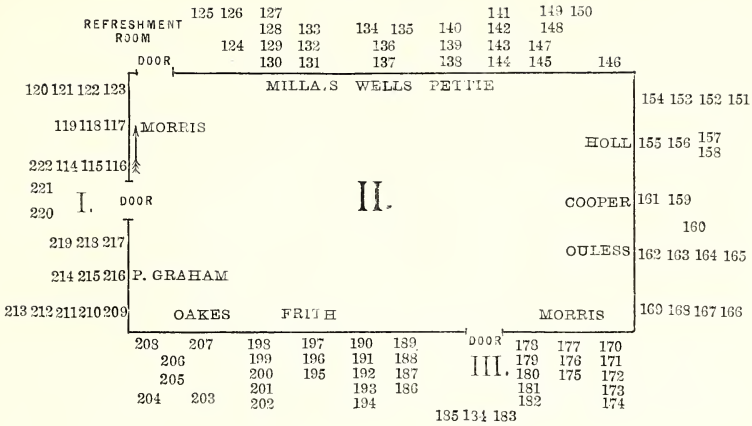 125 126 127 141 149 150
REFRESHMENT 128 133 134 135 140 142 148
ROOM 124 129 132 136 139 143 147
DOOR 130 131 137 138 144 145 146
120 121 122 123 MILLA,S WELLS PETTIE 154 153 152 151
119 118 117 MORRIS HOLL 155 156 157
158
222 114 115 116
221 I. DOOR II. COOPER 161 159
220
160
219 218 217 OULESS 162 163 164 165
214 215 216 P. GRAHAM
213 212 211 210 209 OAKES FRITH MORRIS 169 168 167 166
208 207 198 197 190 189 DOOR 178 177 170
206 199 196 191 188 III. 179 176 171
205 200 195 192 187 180 175 172
204 203 201 193 186 181 173
202 194 182 174
185 184 183